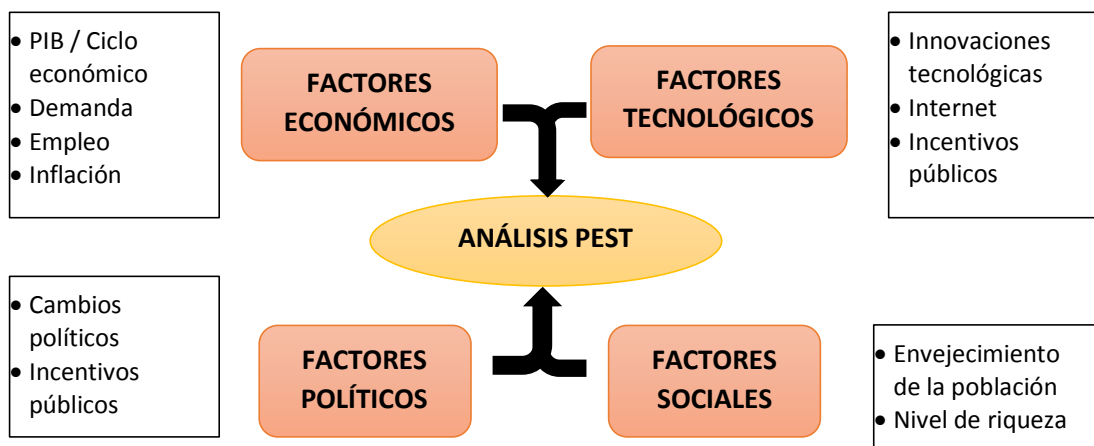 • PIB / Ciclo
económico
• Demanda
• Empleo
• Inflación
FACTORES
ECONÓMICOS
FACTORES
TECNOLÓGICOS
• Innovaciones
tecnológicas
• Internet
• Incentivos
públicos
ANÁLISIS PEST
• Cambios
políticos
• Incentivos
públicos
FACTORES
POLÍTICOS
FACTORES
SOCIALES
• Envejecimiento
de la población
• Nivel de riqueza